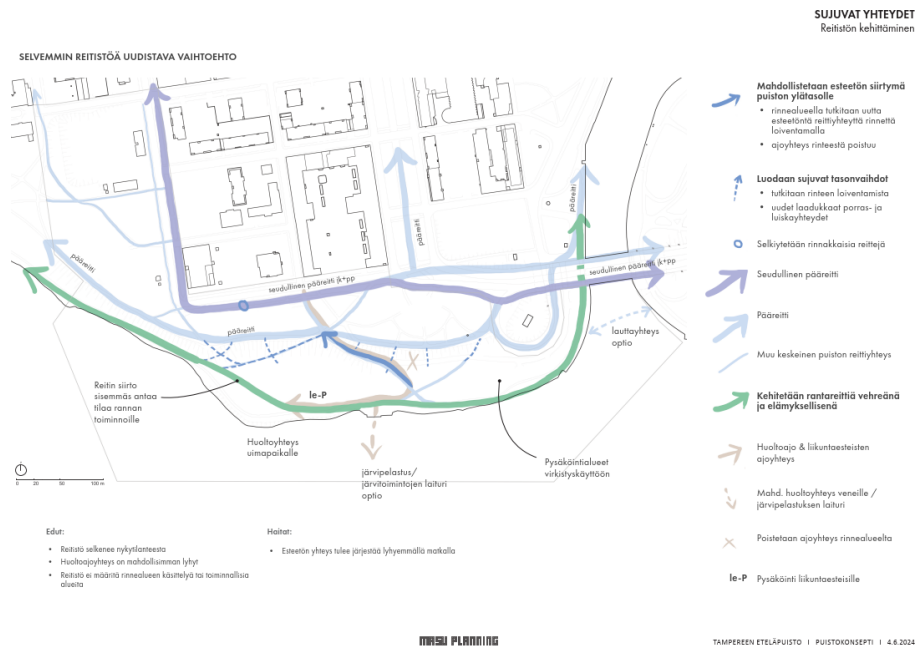 SUJUVAT YHTEYDET
Reitistön kehittäminen
SELVEMMIN REITISTÖÄ UUDISTAVA VAIHTOEHTO
pääreitti
pääreitti
pääreitti
seudullinen pääreitti jk+pp
seudullinen pääreitti jk+pp
pääreitti
lauttayhteys
optio
Reitin siirto
sisemmäs antaa
tilaa rannan
toiminnoille
le-P
Huoltoyhteys
uimapaikalle
järvipelastus/
järvitoimintojen laituri
optio
Pysäköintialueet
virkistyskäyttöön
0 20 50 100 m
Mahdollistetaan esteetön siirtymä
puiston ylätasolle
• rinnealueella tutkitaan uutta
esteetöntä reittiyhteyttä rinnettä
loiventamalla
• ajoyhteys rinteestä poistuu
Luodaan sujuvat tasonvaihdot
• tutkitaan rinteen loiventamista
• uudet laadukkaat porras- ja
luiskayhteydet
Selkiytetään rinnakkaisia reittejä
Seudullinen pääreitti
Pääreitti
Muu keskeinen puiston reittiyhteys
Kehitetään rantareittiä vehreänä
ja elämyksellisenä
Huoltoajo & liikuntaesteisten
ajoyhteys
Mahd. huoltoyhteys veneille /
järvipelastuksen laituri
Poistetaan ajoyhteys rinnealueelta
le-P Pysäköinti liikuntaesteisille
Edut:
• Reitistö selkenee nykytilanteesta
• Huoltoajoyhteys on mahdollisimman lyhyt
• Reitistö ei määritä rinnealueen käsittelyä tai toiminnallisia
alueita
Haitat:
• Esteetön yhteys tulee järjestää lyhyemmällä matkalla
MASU PLANNING
TAMPEREEN ETELÄPUISTO I PUISTOKONSEPTI I 4.6.2024